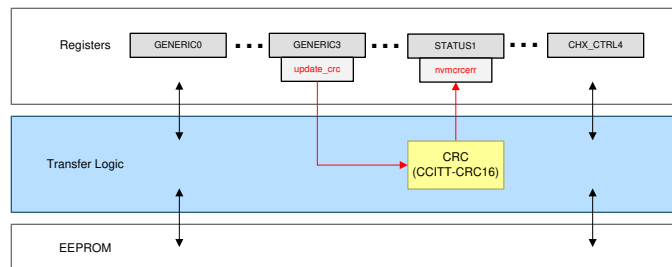 Registers
GENERIC0 ... GENERIC3 ... STATUS1 ... CHX_CTRL4
update_crc
nvmcrcerr
Transfer Logic
CRC
(CCITT-CRC16)
EEPROM